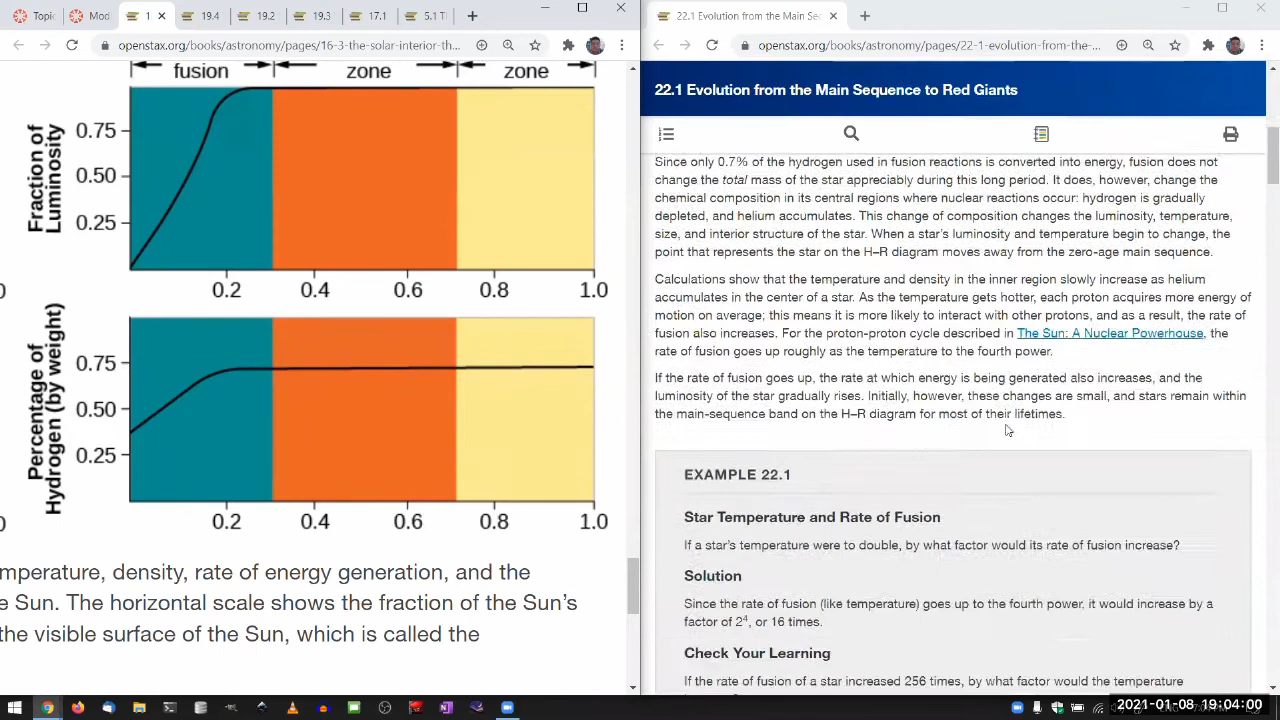 Topic
Mod
1
19.4
19.2
19.3
17.1
5.1 T
openstax.org/books/astronomy/pages/16-3-the-solar-interior-th...
fusion
zone
zone
Fraction of
Luminosity
0.75
0.50
0.25
0.2
0.4
0.6
0.8
1.0
Percentage of
Hydrogen (by weight)
0.75
0.50
0.25
0.2
0.4
0.6
0.8
1.0
mperature, density, rate of energy generation, and the
e Sun. The horizontal scale shows the fraction of the Sun's
the visible surface of the Sun, which is called the
22.1 Evolution from the Main Sec
openstax.org/books/astronomy/pages/22-1-evolution-from-the-...
22.1 Evolution from the Main Sequence to Red Giants
Since only 0.7% of the hydrogen used in fusion reactions is converted into energy, fusion does not
change the total mass of the star appreciably during this long period. It does, however, change the
chemical composition in its central regions where nuclear reactions occur: hydrogen is gradually
depleted, and helium accumulates. This change of composition changes the luminosity, temperature,
size, and interior structure of the star. When a star's luminosity and temperature begin to change, the
point that represents the star on the H–R diagram moves away from the zero-age main sequence.
Calculations show that the temperature and density in the inner region slowly increase as helium
accumulates in the center of a star. As the temperature gets hotter, each proton acquires more energy of
motion on average; this means it is more likely to interact with other protons, and as a result, the rate of
fusion also increases. For the proton-proton cycle described in The Sun: A Nuclear Powerhouse, the
rate of fusion goes up roughly as the temperature to the fourth power.
If the rate of fusion goes up, the rate at which energy is being generated also increases, and the
luminosity of the star gradually rises. Initially, however, these changes are small, and stars remain within
the main-sequence band on the H–R diagram for most of their lifetimes.
EXAMPLE 22.1
Star Temperature and Rate of Fusion
If a star's temperature were to double, by what factor would its rate of fusion increase?
Solution
Since the rate of fusion (like temperature) goes up to the fourth power, it would increase by a
factor of 2⁴, or 16 times.
Check Your Learning
If the rate of fusion of a star increased 256 times, by what factor would the temperature
2021-01-08 19:04:00